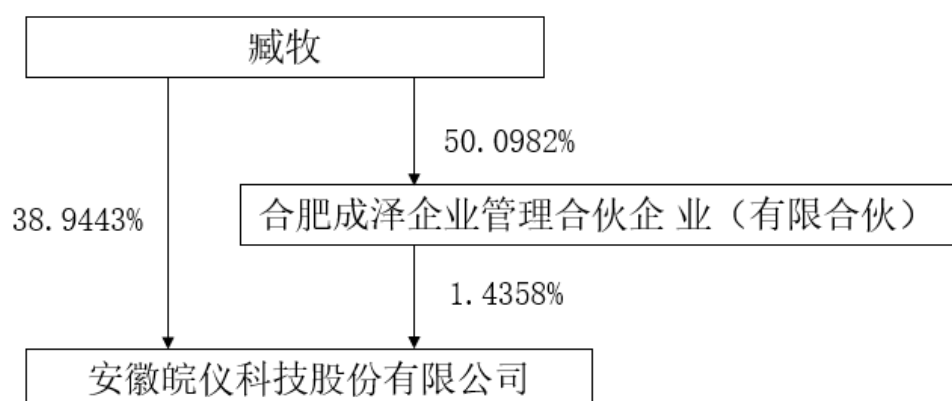 臧牧
50.0982%
38.9443%
合肥成泽企业管理合伙企 业（有限合伙）
1.4358%
安徽皖仪科技股份有限公司